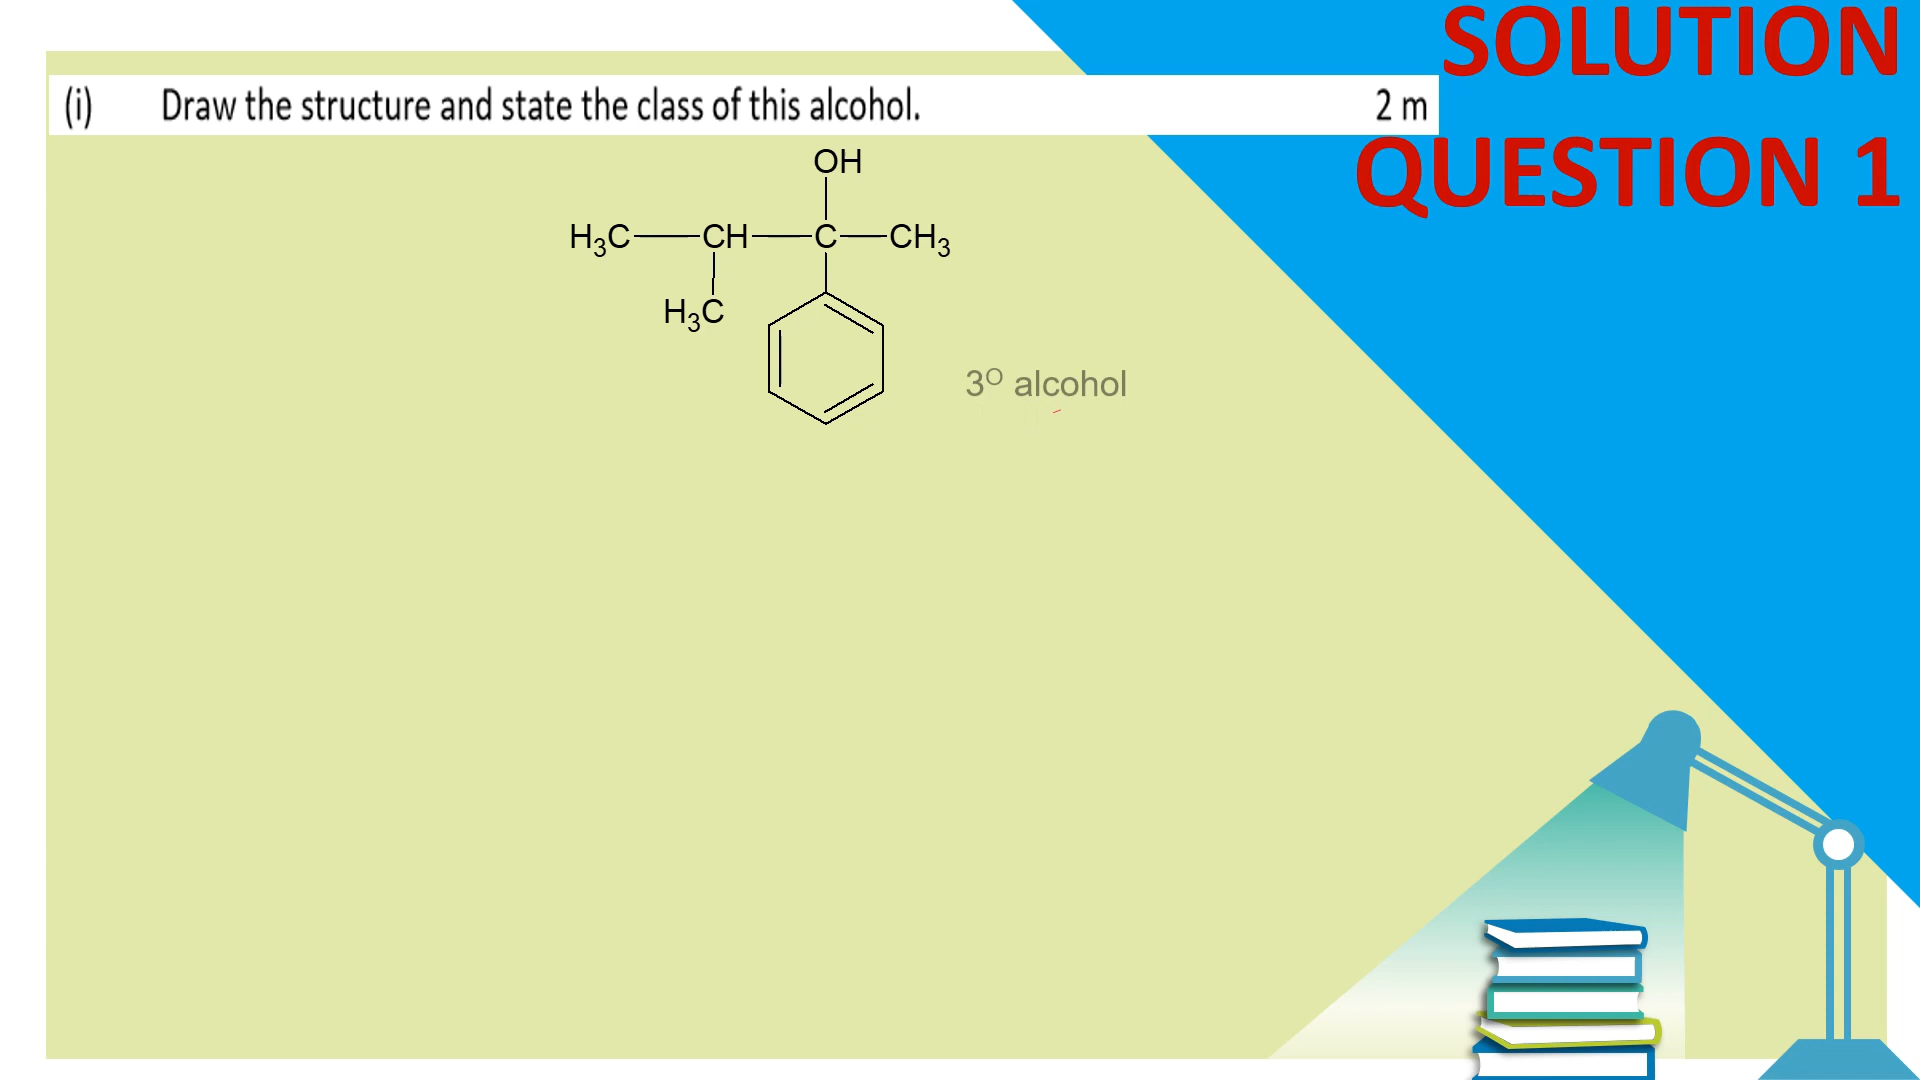 SOLUTION
QUESTION 1
(i) Draw the structure and state the class of this alcohol. 2 m
OH
H₃C CH C CH₃
H₃C
3ᴼ alcohol